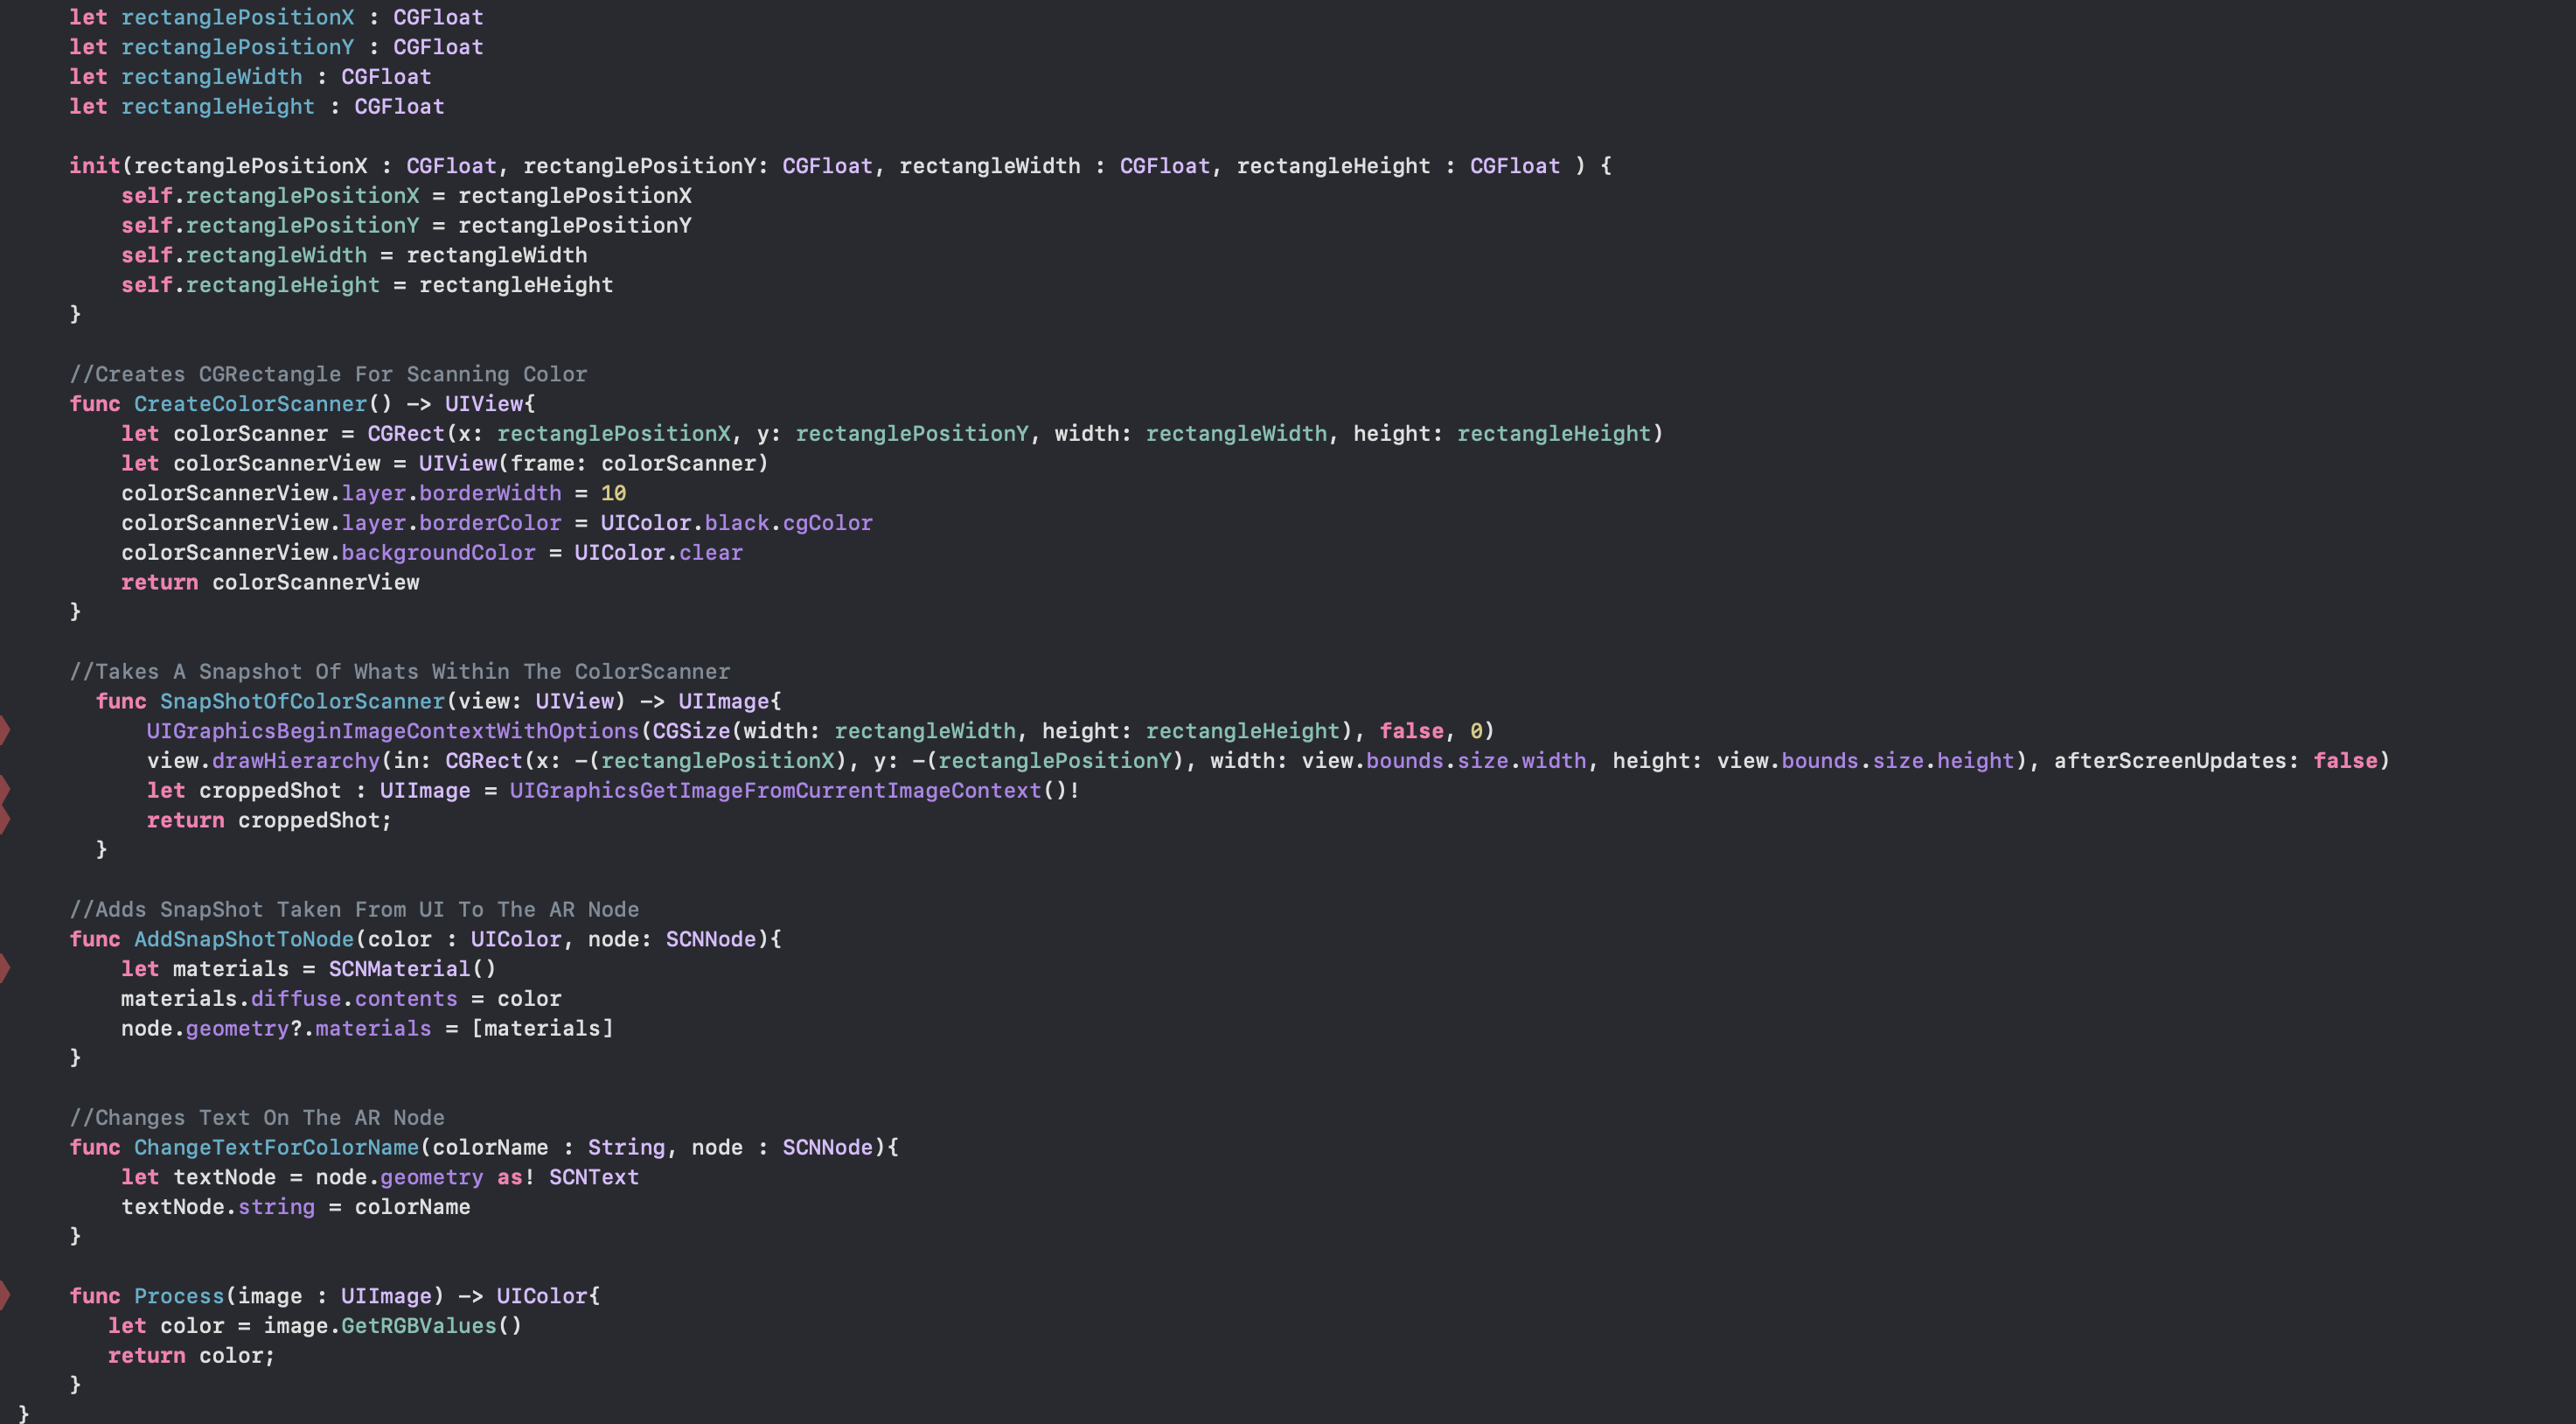 let rectanglePositionX : CGFloat
let rectanglePositionY : CGFloat
let rectangleWidth : CGFloat
let rectangleHeight : CGFloat
init(rectanglePositionX : CGFloat, rectanglePositionY: CGFloat, rectangleWidth : CGFloat, rectangleHeight : CGFloat ) {
self.rectanglePositionX = rectanglePositionX
self.rectanglePositionY = rectanglePositionY
self.rectangleWidth = rectangleWidth
self.rectangleHeight = rectangleHeight
}
//Creates CGRectangle For Scanning Color
func CreateColorScanner() -> UIView{
let colorScanner = CGRect(x: rectanglePositionX, y: rectanglePositionY, width: rectangleWidth, height: rectangleHeight)
let colorScannerView = UIView(frame: colorScanner)
colorScannerView.layer.borderWidth = 10
colorScannerView.layer.borderColor = UIColor.black.cgColor
colorScannerView.backgroundColor = UIColor.clear
return colorScannerView
}
//Takes A Snapshot Of Whats Within The ColorScanner
func SnapShotOfColorScanner(view: UIView) -> UIImage{
UIGraphicsBeginImageContextWithOptions(CGSize(width: rectangleWidth, height: rectangleHeight), false, 0)
view.drawHierarchy(in: CGRect(x: -(rectanglePositionX), y: -(rectanglePositionY), width: view.bounds.size.width, height: view.bounds.size.height), afterScreenUpdates: false)
let croppedShot : UIImage = UIGraphicsGetImageFromCurrentImageContext()!
return croppedShot;
}
//Adds SnapShot Taken From UI To The AR Node
func AddSnapShotToNode(color : UIColor, node: SCNNode){
let materials = SCNMaterial()
materials.diffuse.contents = color
node.geometry?.materials = [materials]
}
//Changes Text On The AR Node
func ChangeTextForColorName(colorName : String, node : SCNNode){
let textNode = node.geometry as! SCNText
textNode.string = colorName
}
func Process(image : UIImage) -> UIColor{
let color = image.GetRGBValues()
return color;
}
}